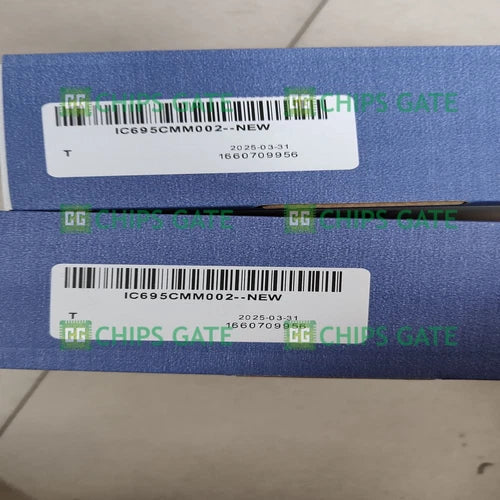 CHIPS GATE
CHIPS GATE
IC695CMM002--NEW
T
2025-03-31
1660709956
CHIPS GATE
CHIPS GATE
IC695CMM002--NEW
T
2025-03-31
1660709956
CHIPS GATE
CHIPS GATE